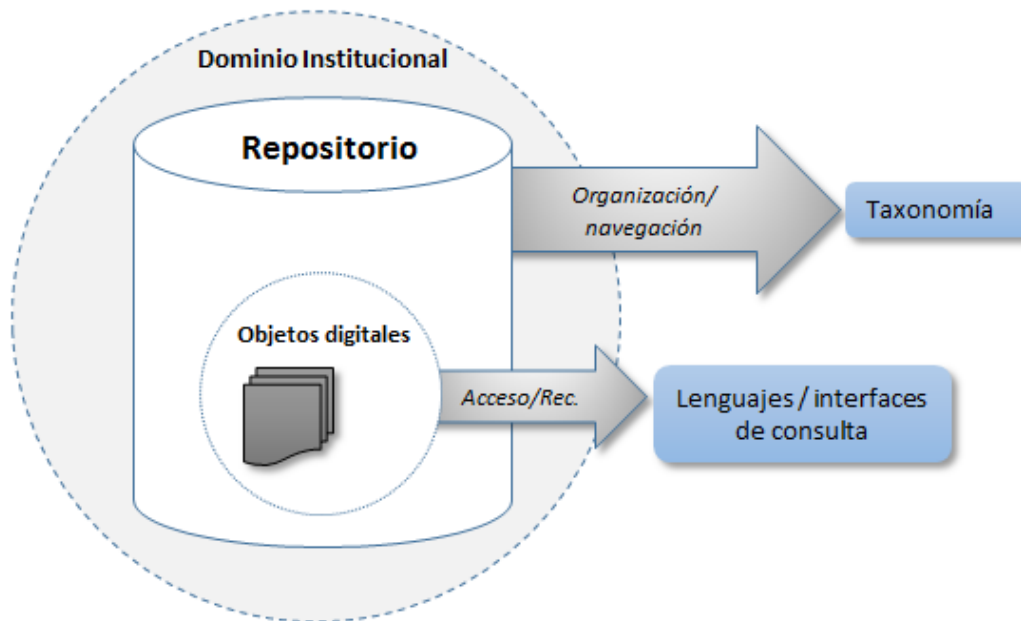 Dominio Institucional
Repositorio
Organización/
navegación
Taxonomía
Objetos digitales
Acceso/Rec.
Lenguajes / interfaces
de consulta